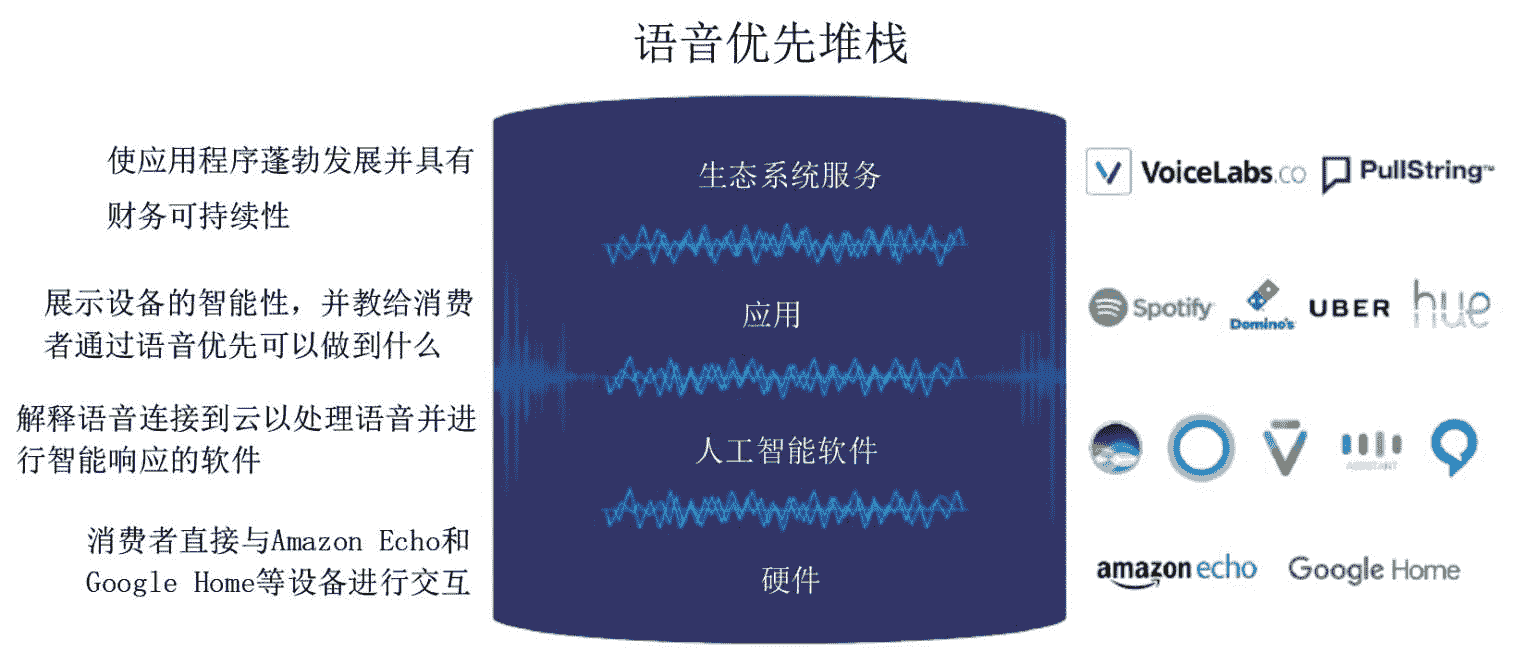 语音优先堆栈
使应用程序蓬勃发展并具有
财务可持续性
生态系统服务
VoiceLabs.co PullString™
展示设备的智能性，并教给消费
者通过语音优先可以做到什么
应用
Spotify Domino's UBER hue
解释语音连接到云以处理语音并进
行智能响应的软件
人工智能软件
ASSISTANT
消费者直接与Amazon Echo和
Google Home等设备进行交互
硬件
amazon echo Google Home